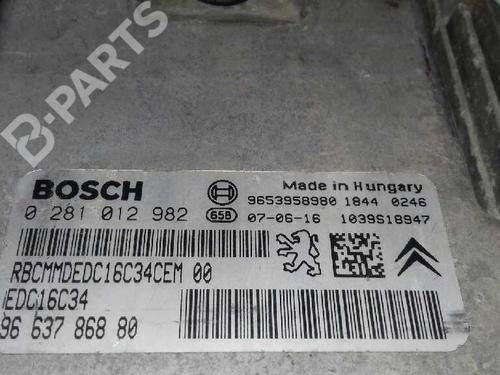 B-PARTS
BOSCH
Made in Hungary
9653958980 1844 0246
0 281 012 982 658 07-06-16 1039S18947
RBCMMDEDC16C34CEM 00
EDC16C34
96 637 868 80